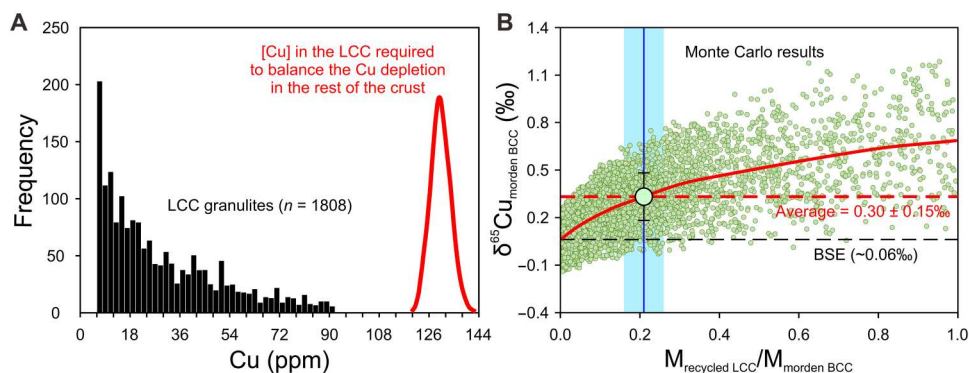 A
250
200
150
100
50
0
Frequency
[Cu] in the LCC required
to balance the Cu depletion
in the rest of the crust
LCC granulites (n = 1808)
0 18 36 54 72 90 108 126 144
Cu (ppm)
B
1.4
1.1
0.8
0.5
0.2
−0.1
−0.4
δ⁶⁵Cu morden BCC (‰)
Monte Carlo results
Average = 0.30 ± 0.15‰
BSE (~0.06‰)
0.0 0.2 0.4 0.6 0.8 1.0
M recycled LCC/M morden BCC